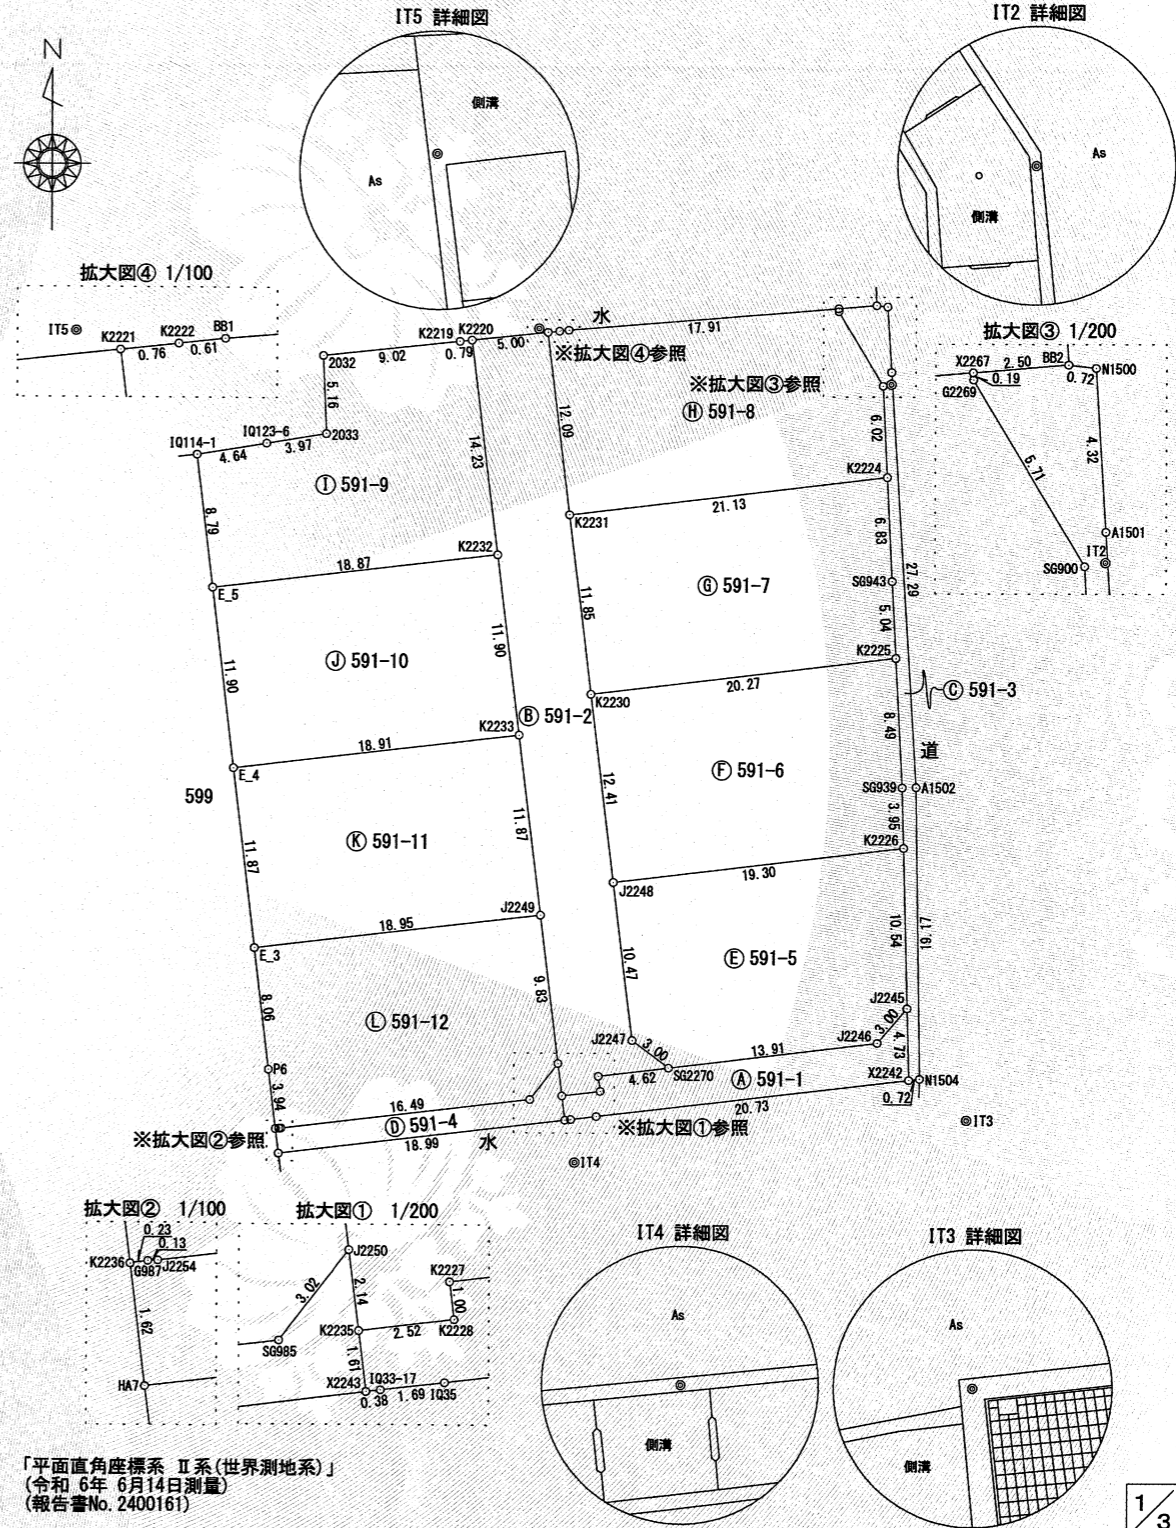 IT5 詳細図
IT2 詳細図
N
側溝
As
As
側溝
拡大図④ 1/100
IT5
K2221
K2222
BB1
0.76
0.61
拡大図③ 1/200
X2267
2.50
BB2
N1500
G2269
0.19
0.72
4.32
5.71
A1501
IT2
SG900
水
17.91
K2219
K2220
2032
9.02
0.79
5.00
※拡大図④参照
※拡大図③参照
5.16
12.09
Ⓗ 591-8
6.02
IQ114-1
IQ123-6
2033
4.64
3.97
14.23
K2224
Ⓘ 591-9
21.13
8.79
K2231
6.83
K2232
18.87
27.29
SG943
E_5
11.85
Ⓖ 591-7
5.04
11.90
Ⓙ 591-10
K2225
11.90
20.27
K2230
Ⓒ 591-3
Ⓑ 591-2
K2233
18.91
8.49
道
E_4
12.41
Ⓕ 591-6
599
SG939
A1502
11.87
3.95
11.87
Ⓚ 591-11
K2226
19.30
J2248
J2249
18.95
10.54
19.17
E_3
10.47
Ⓔ 591-5
9.83
8.06
Ⓛ 591-12
J2245
J2246
3.00
J2247
3.00
13.91
4.73
P6
4.62
SG2270
Ⓐ 591-1
X2242
N1504
3.94
16.49
0.72
20.73
Ⓓ 591-4
※拡大図②参照
18.99
水
※拡大図①参照
IT3
IT4
拡大図② 1/100
0.23
0.13
K2236
G987
J2254
1.62
HA7
拡大図① 1/200
J2250
K2227
3.02
2.14
1.00
K2235
2.52
K2228
SG985
1.61
X2243
IQ33-17
0.38
1.69
IQ35
IT4 詳細図
As
側溝
IT3 詳細図
As
側溝
「平面直角座標系 Ⅱ系(世界測地系)」
(令和 6年 6月14日測量)
(報告書No.2400161)
1/3